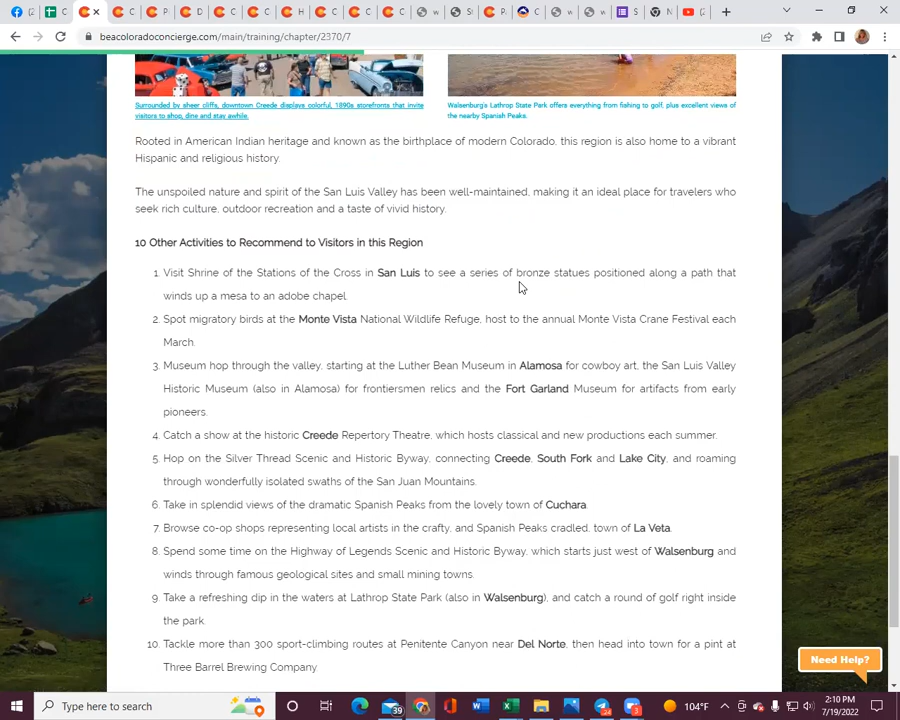 beacoloradoconcierge.com/main/training/chapter/2370/7
Surrounded by sheer cliffs, downtown Creede displays colorful, 1890s storefronts that invite
visitors to shop, dine and stay awhile.
Walsenburg's Lathrop State Park offers everything from fishing to golf, plus excellent views of
the nearby Spanish Peaks.
Rooted in American Indian heritage and known as the birthplace of modern Colorado, this region is also home to a vibrant
Hispanic and religious history.
The unspoiled nature and spirit of the San Luis Valley has been well-maintained, making it an ideal place for travelers who
seek rich culture, outdoor recreation and a taste of vivid history.
10 Other Activities to Recommend to Visitors in this Region
1. Visit Shrine of the Stations of the Cross in San Luis to see a series of bronze statues positioned along a path that
winds up a mesa to an adobe chapel.
2. Spot migratory birds at the Monte Vista National Wildlife Refuge, host to the annual Monte Vista Crane Festival each
March.
3. Museum hop through the valley, starting at the Luther Bean Museum in Alamosa for cowboy art, the San Luis Valley
Historic Museum (also in Alamosa) for frontiersmen relics and the Fort Garland Museum for artifacts from early
pioneers.
4. Catch a show at the historic Creede Repertory Theatre, which hosts classical and new productions each summer.
5. Hop on the Silver Thread Scenic and Historic Byway, connecting Creede, South Fork and Lake City, and roaming
through wonderfully isolated swaths of the San Juan Mountains.
6. Take in splendid views of the dramatic Spanish Peaks from the lovely town of Cuchara.
7. Browse co-op shops representing local artists in the crafty, and Spanish Peaks cradled, town of La Veta.
8. Spend some time on the Highway of Legends Scenic and Historic Byway, which starts just west of Walsenburg and
winds through famous geological sites and small mining towns.
9. Take a refreshing dip in the waters at Lathrop State Park (also in Walsenburg), and catch a round of golf right inside
the park.
10. Tackle more than 300 sport-climbing routes at Penitente Canyon near Del Norte, then head into town for a pint at
Three Barrel Brewing Company.
Need Help?
Type here to search
39
24
3
104°F
2:10 PM
7/19/2022